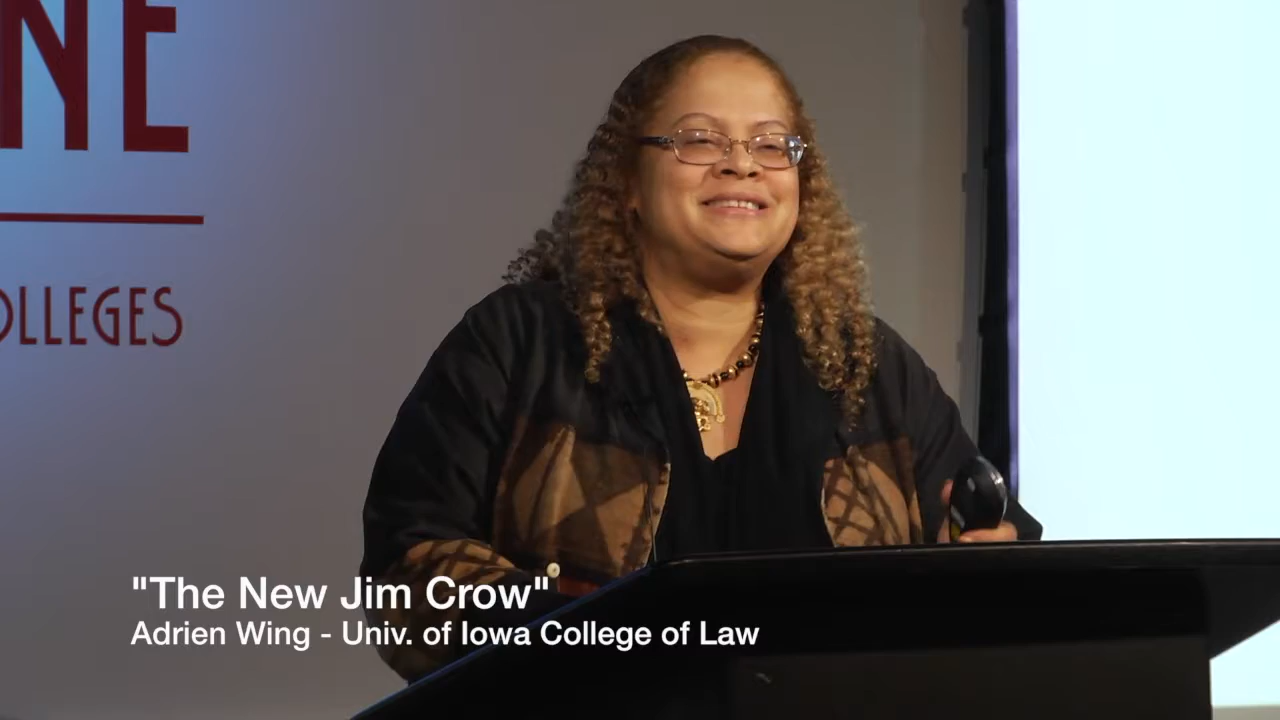 NE
OLLEGES
"The New Jim Crow"
Adrien Wing - Univ. of Iowa College of Law